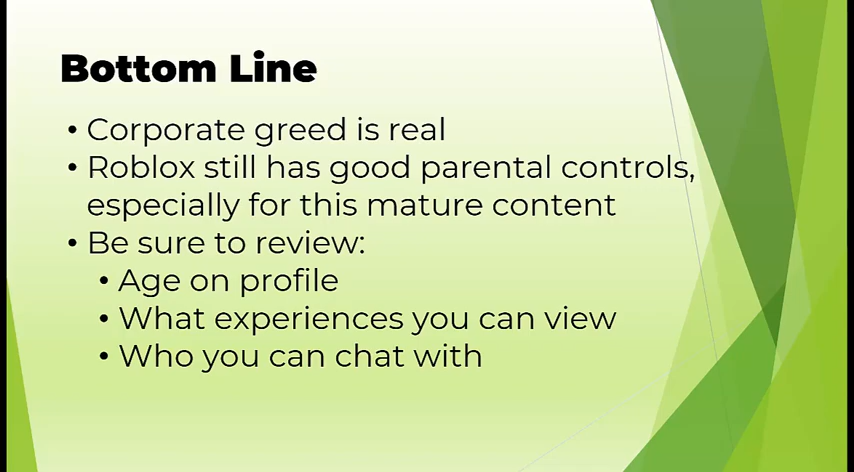 Bottom Line
• Corporate greed is real
• Roblox still has good parental controls,
especially for this mature content
• Be sure to review:
• Age on profile
• What experiences you can view
• Who you can chat with